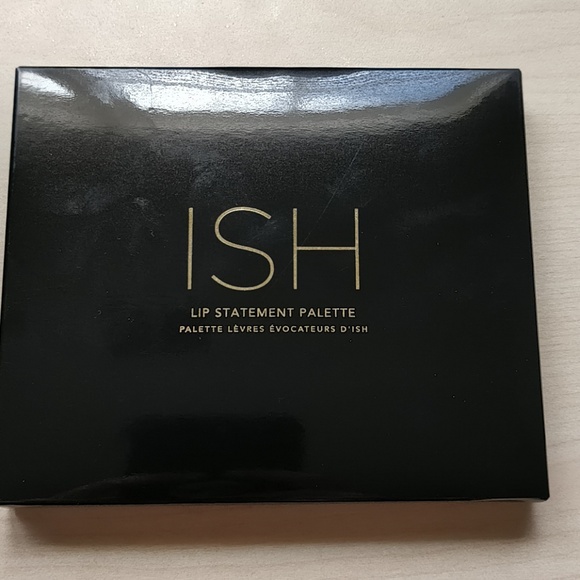 ISH
LIP STATEMENT PALETTE
PALETTE LÈVRES ÉVOCATEURS D'ISH